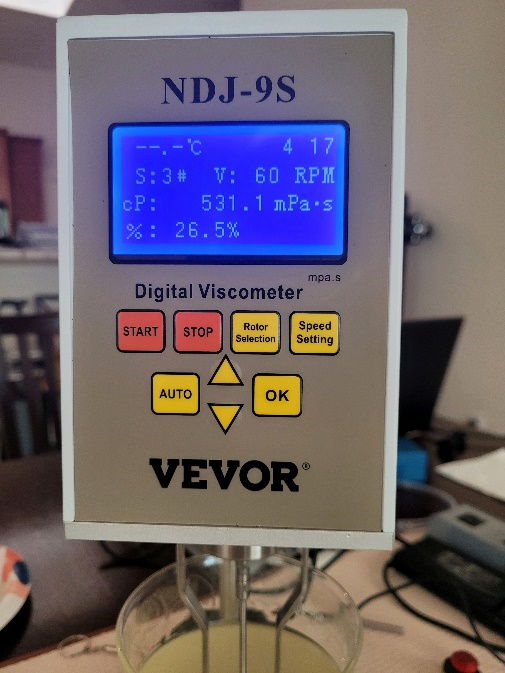 NDJ-9S
--.-℃ 4 17
S:3# V: 60 RPM
cP: 531.1 mPa·s
%: 26.5%
mpa.s
Digital Viscometer
START STOP Rotor Selection Speed Setting
AUTO OK
VEVOR®